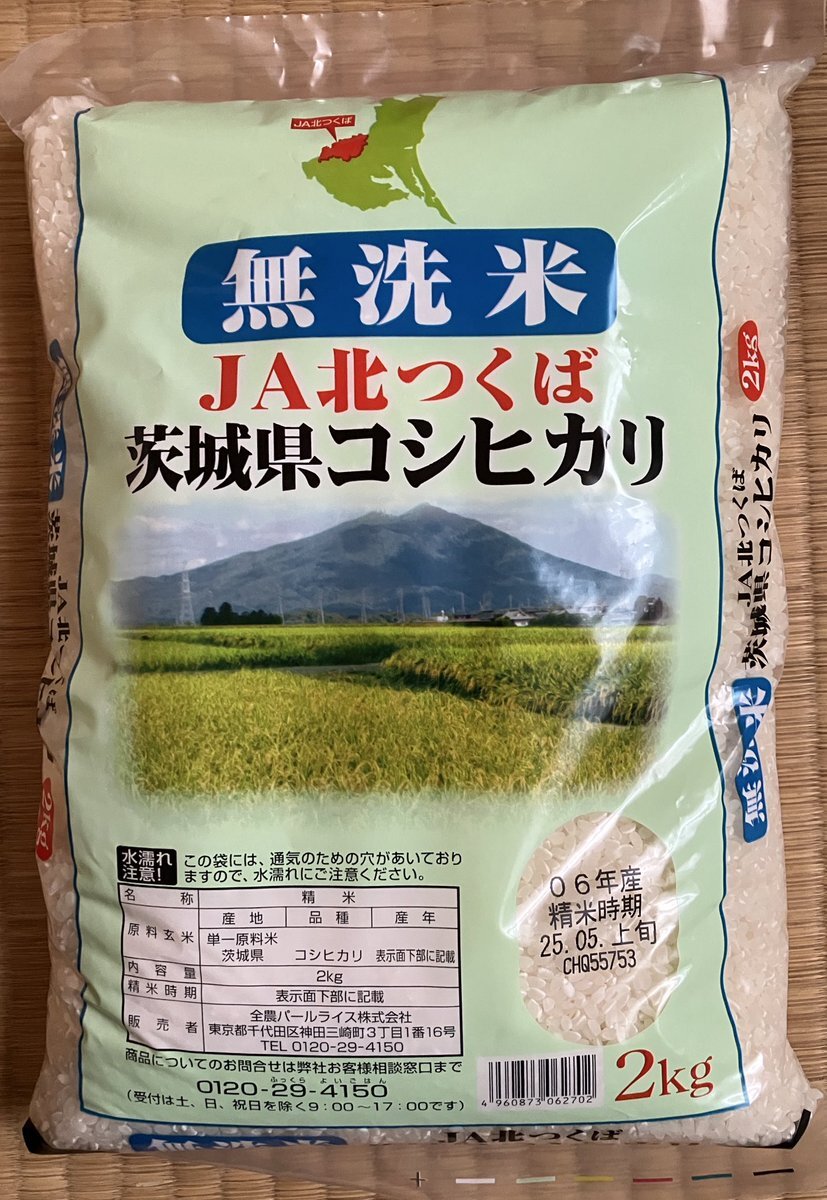 JA北つくば
無洗米
JA北つくば
茨城県コシヒカリ
水濡れ
注意!
この袋には、通気のための穴があいており
ますので、水濡れにご注意ください。
名称 精米
原料玄米 産地 品種 産年
単一原料米
茨城県 コシヒカリ 表示面下部に記載
内容量 2kg
精米時期 表示面下部に記載
販売者 全農パールライス株式会社
東京都千代田区神田三崎町3丁目1番16号
TEL 0120-29-4150
商品についてのお問合せは弊社お客様相談窓口まで
ふっくら よいごはん
0120-29-4150
(受付は土、日、祝日を除く9:00~17:00です)
06年産
精米時期
25.05.上旬
CHQ55753
4 960873 062702
2kg
無洗米
JA北つくば
茨城県コシヒカリ
2kg
JA北つくば
2kg
JA北つくば